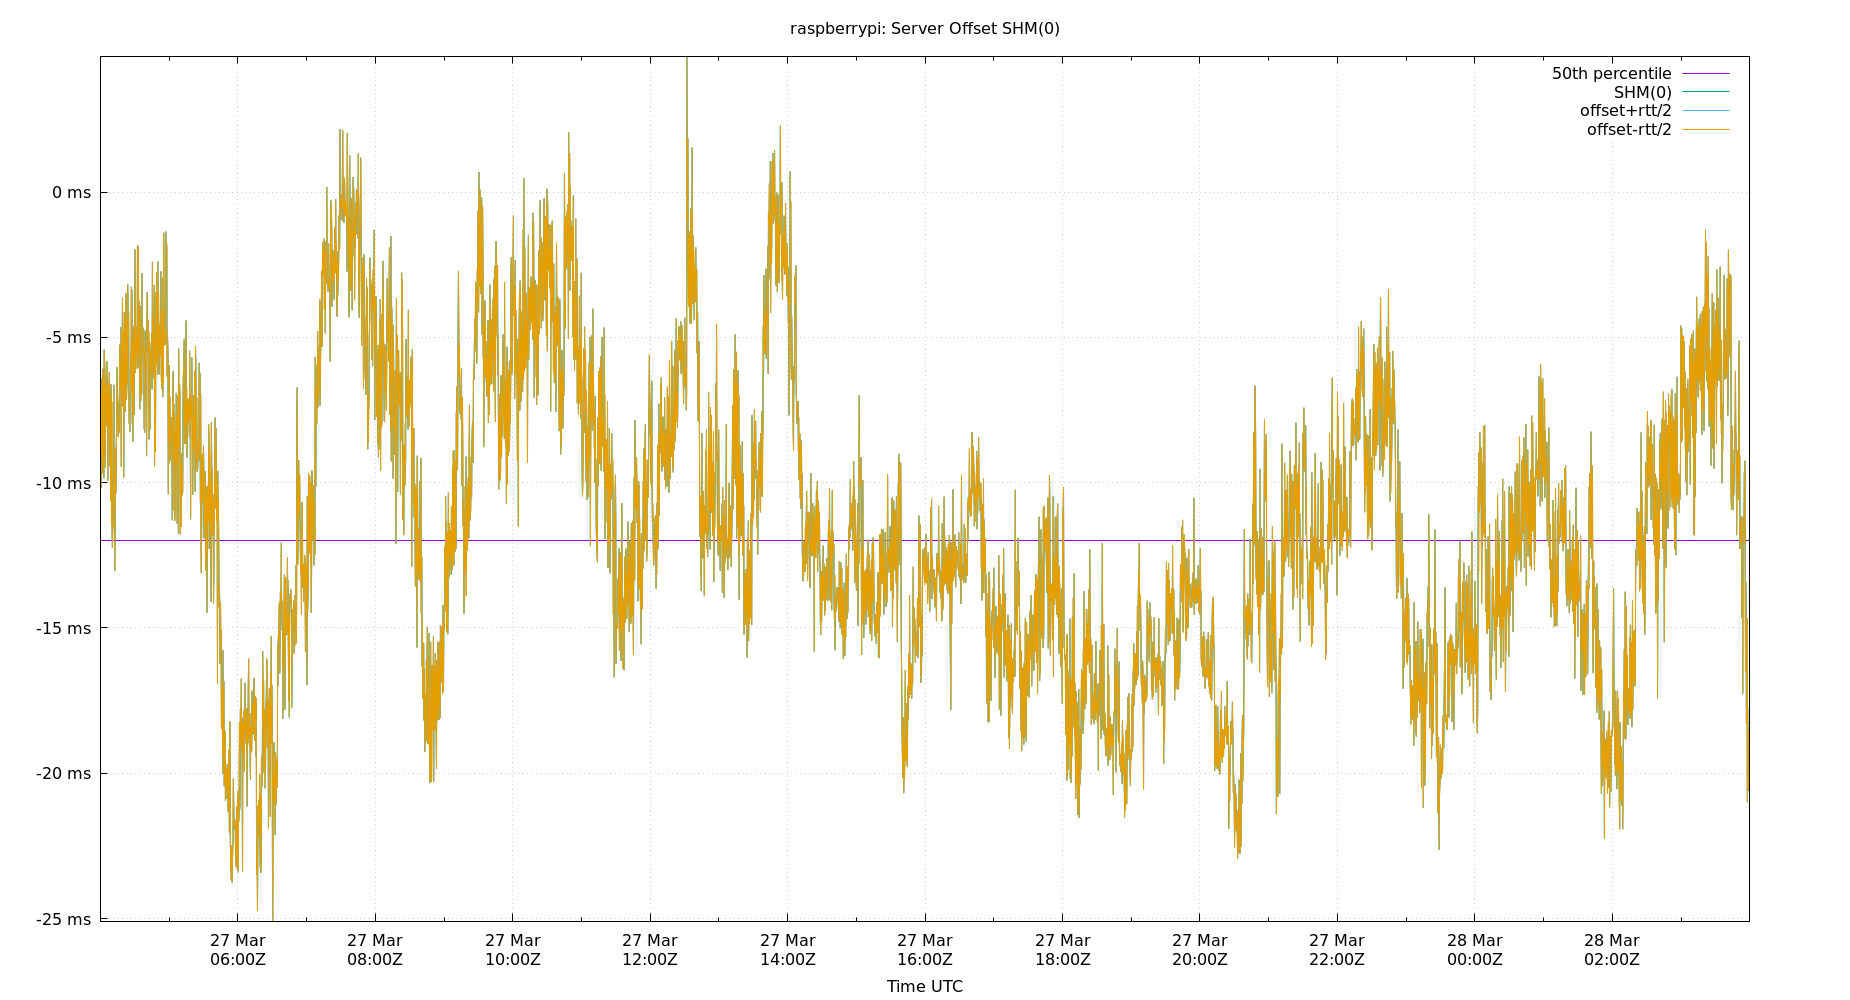 raspberrypi: Server Offset SHM(0)
50th percentile
SHM(0)
offset+rtt/2
offset-rtt/2
0 ms
-5 ms
-10 ms
-15 ms
-20 ms
-25 ms
27 Mar 27 Mar 27 Mar 27 Mar 27 Mar 27 Mar 27 Mar 27 Mar 27 Mar 28 Mar 28 Mar
06:00Z 08:00Z 10:00Z 12:00Z 14:00Z 16:00Z 18:00Z 20:00Z 22:00Z 00:00Z 02:00Z
Time UTC